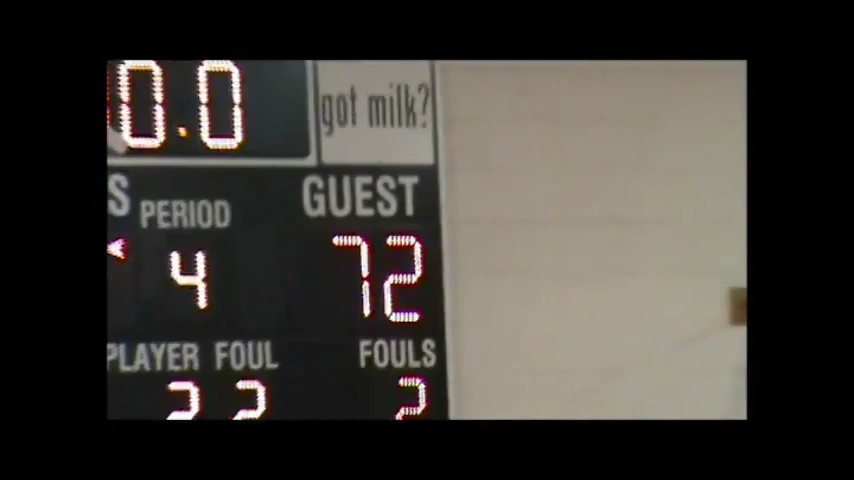 0.0
got milk?
S PERIOD GUEST
4 72
PLAYER FOUL FOULS